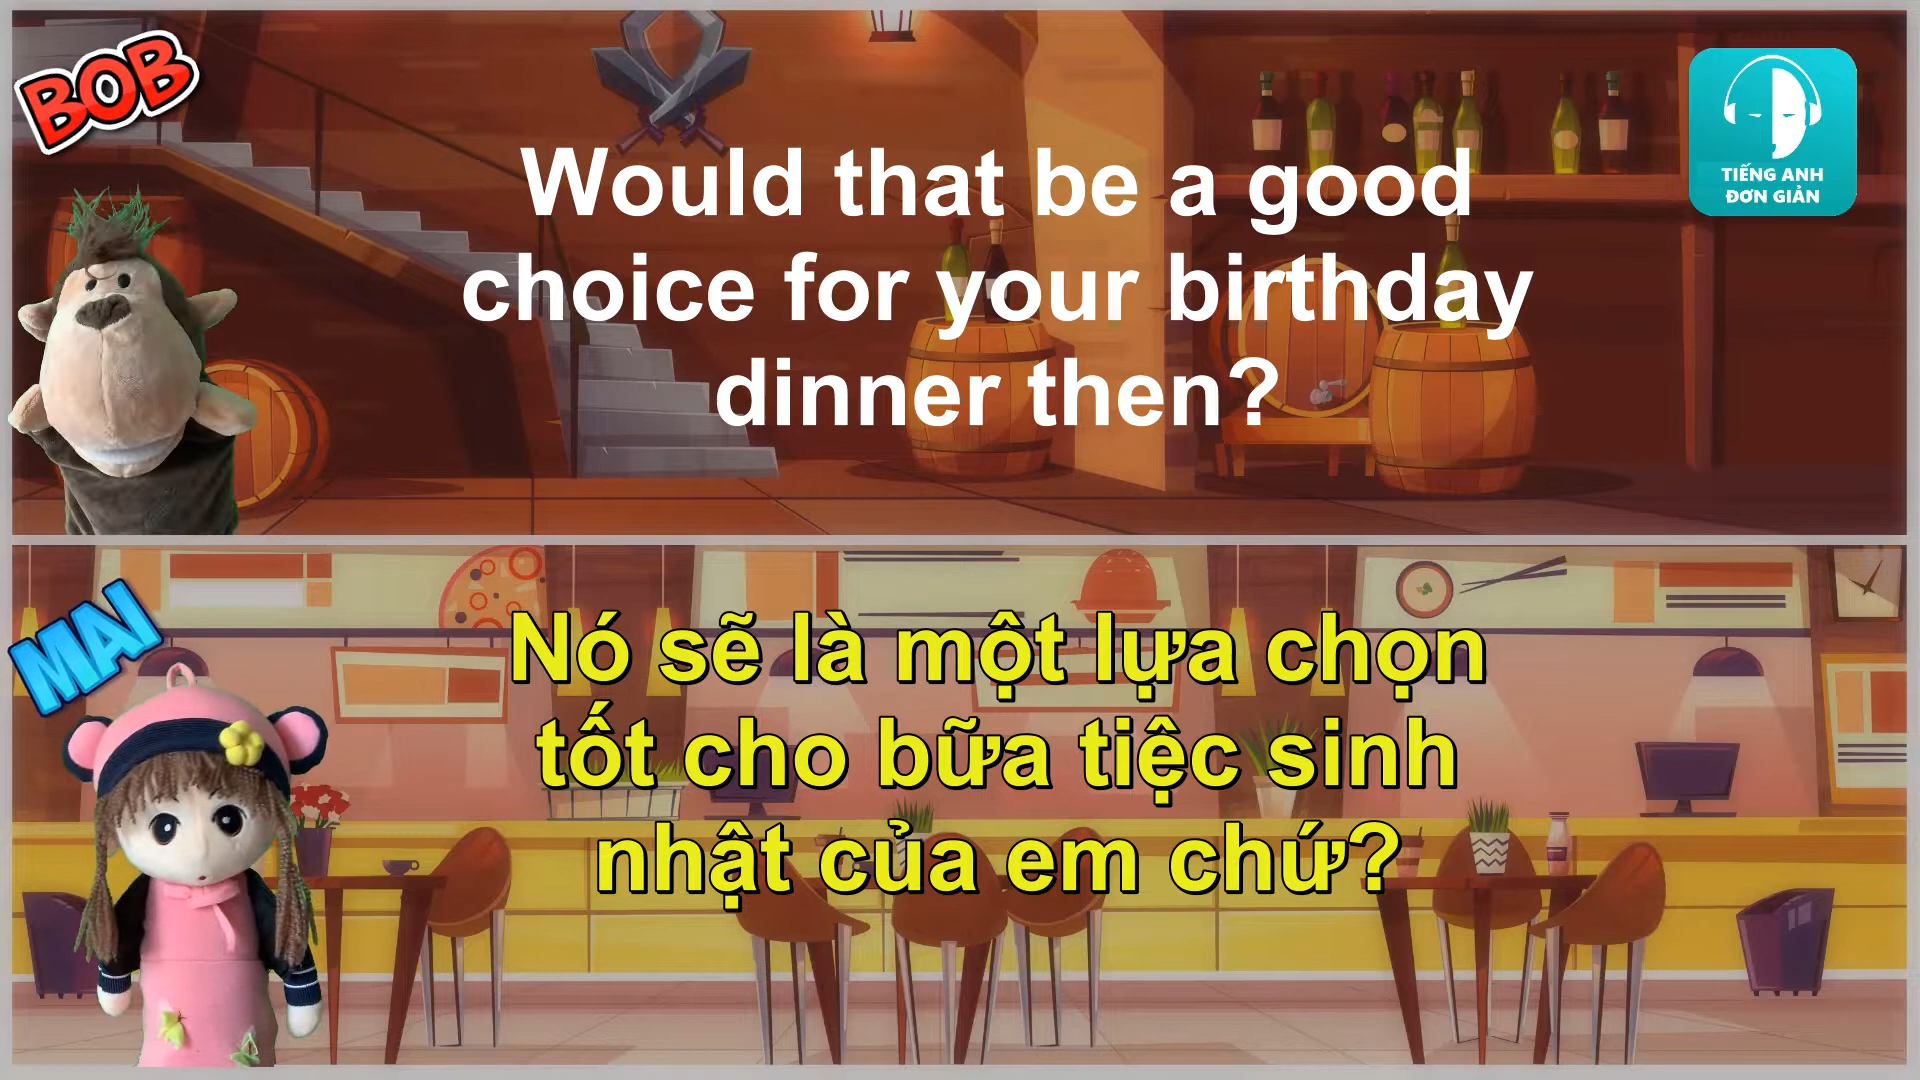 BOB
TIẾNG ANH
ĐƠN GIẢN
Would that be a good
choice for your birthday
dinner then?
MAI
Nó sẽ là một lựa chọn
tốt cho bữa tiệc sinh
nhật của em chứ?